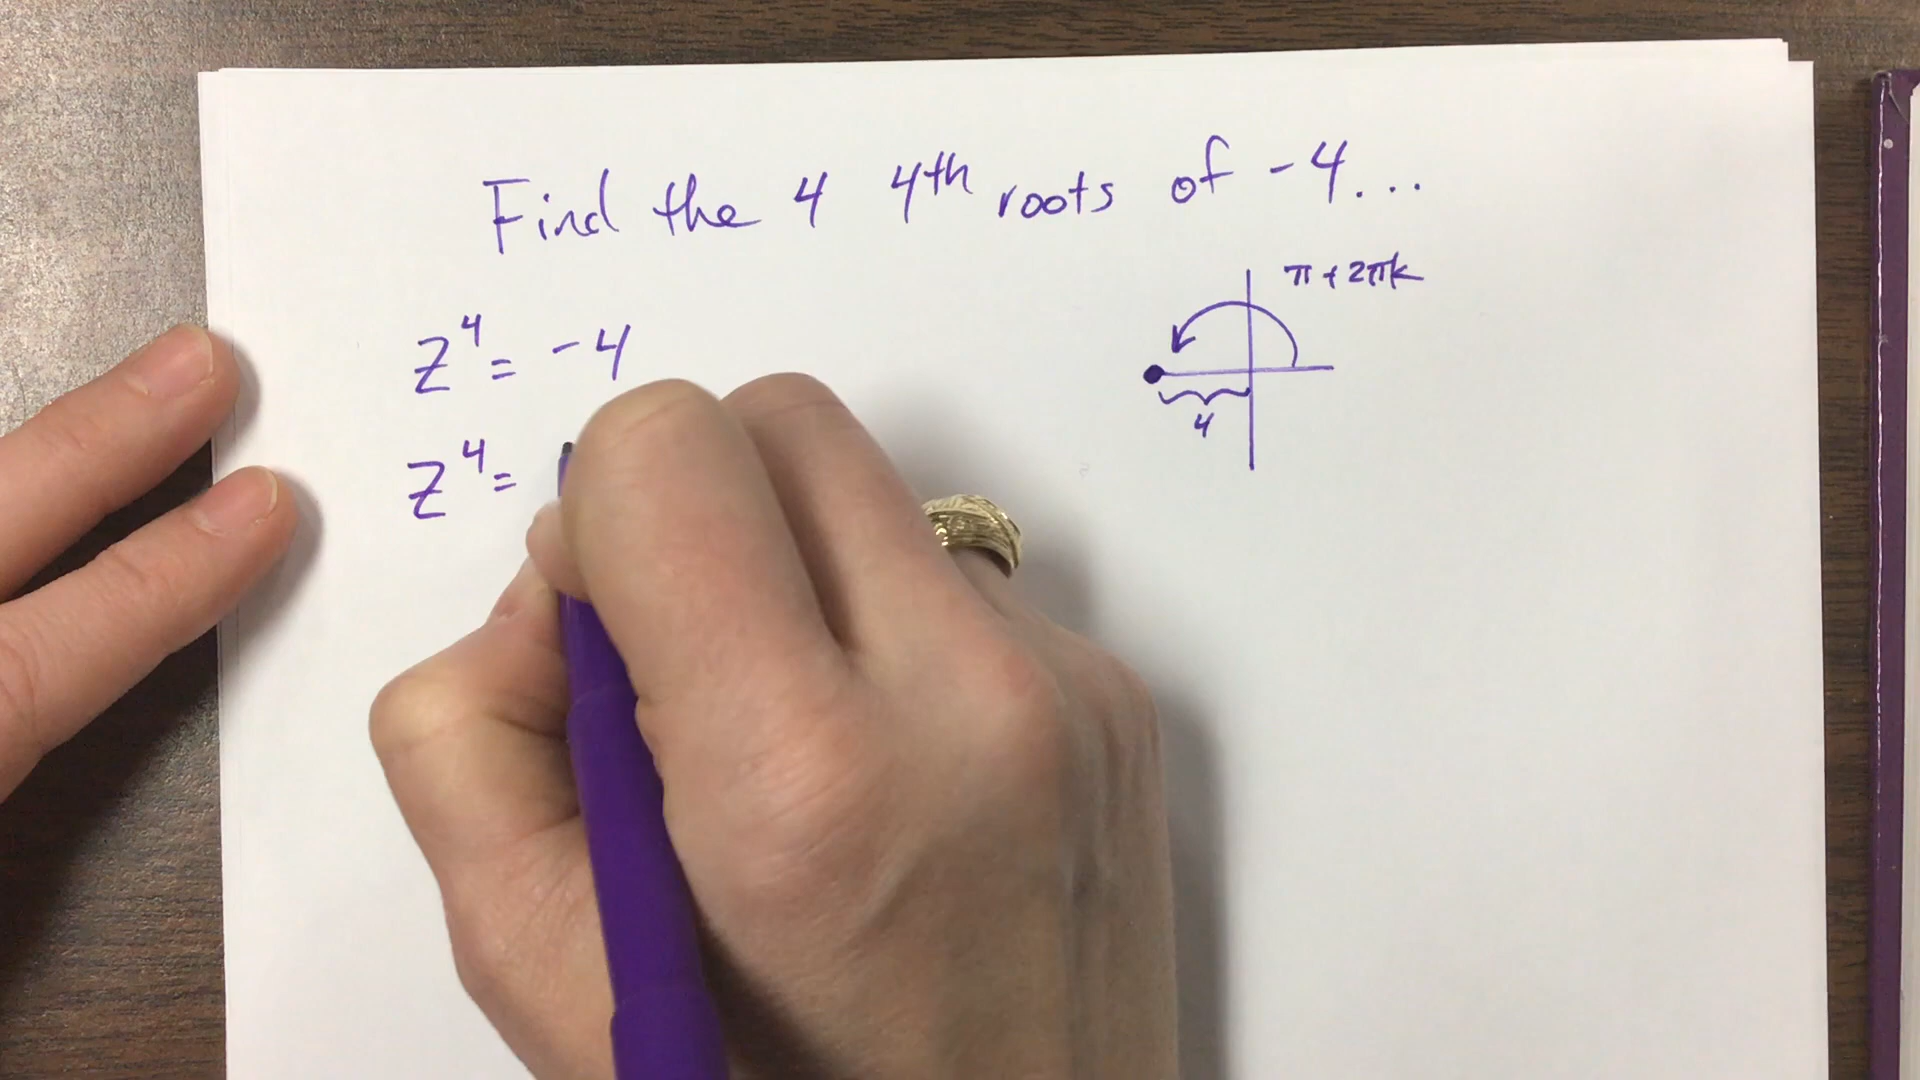 Find the 4 4th roots of -4...
π + 2πk
z⁴ = -4
4
z⁴ =